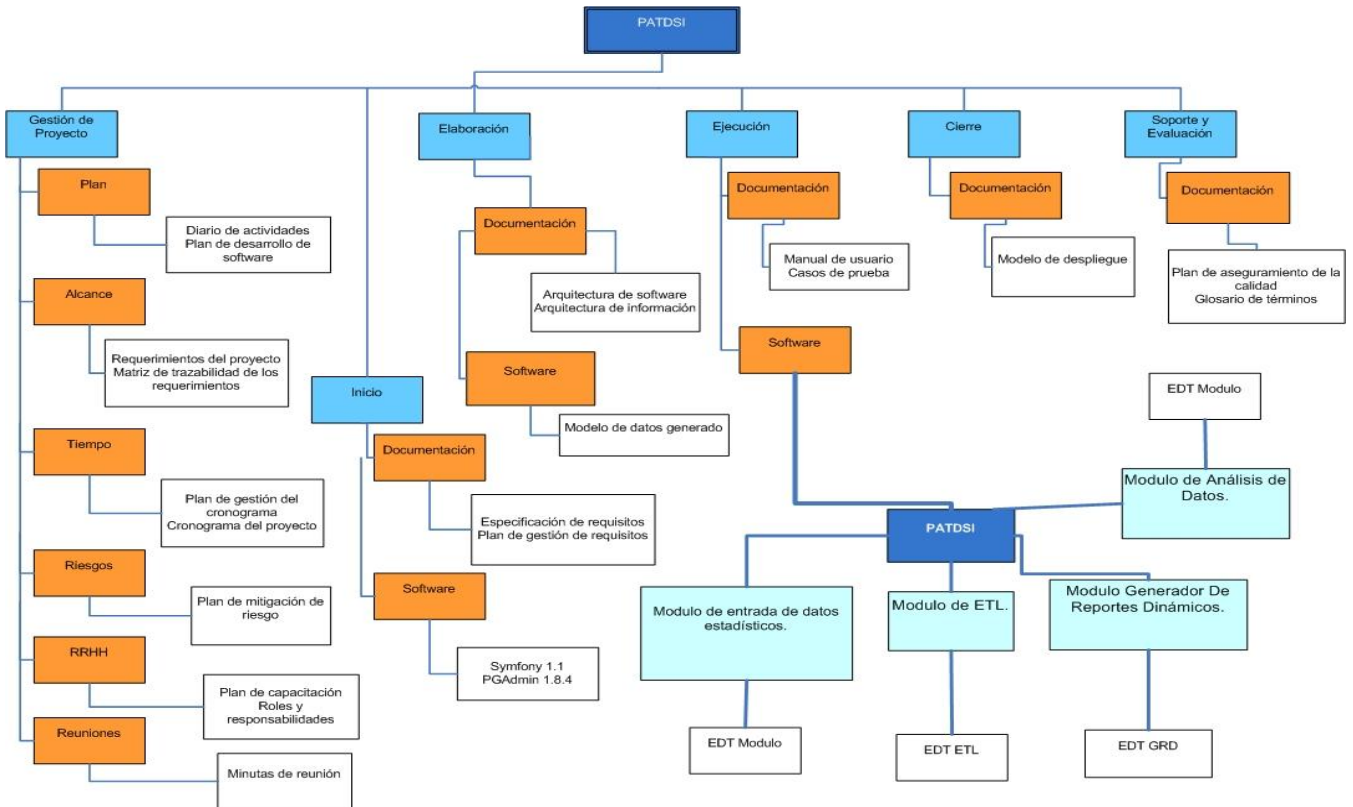 PATDSI
Gestión de
Proyecto
Plan
Diario de actividades
Plan de desarrollo de
software
Alcance
Requerimientos del proyecto
Matriz de trazabilidad de los
requerimientos
Tiempo
Plan de gestión del
cronograma
Cronograma del proyecto
Riesgos
Plan de mitigación de
riesgo
RRHH
Plan de capacitación
Roles y
responsabilidades
Reuniones
Minutas de reunión
Inicio
Documentación
Especificación de requisitos
Plan de gestión de requisitos
Software
Symfony 1.1
PGAdmin 1.8.4
Elaboración
Documentación
Arquitectura de software
Arquitectura de información
Software
Modelo de datos generado
Ejecución
Documentación
Manual de usuario
Casos de prueba
Software
PATDSI
Modulo de entrada de datos
estadísticos.
EDT Modulo
Modulo de ETL.
EDT ETL
Modulo Generador De
Reportes Dinámicos.
EDT GRD
Modulo de Análisis de
Datos.
EDT Modulo
Cierre
Documentación
Modelo de despliegue
Soporte y
Evaluación
Documentación
Plan de aseguramiento de la
calidad
Glosario de términos